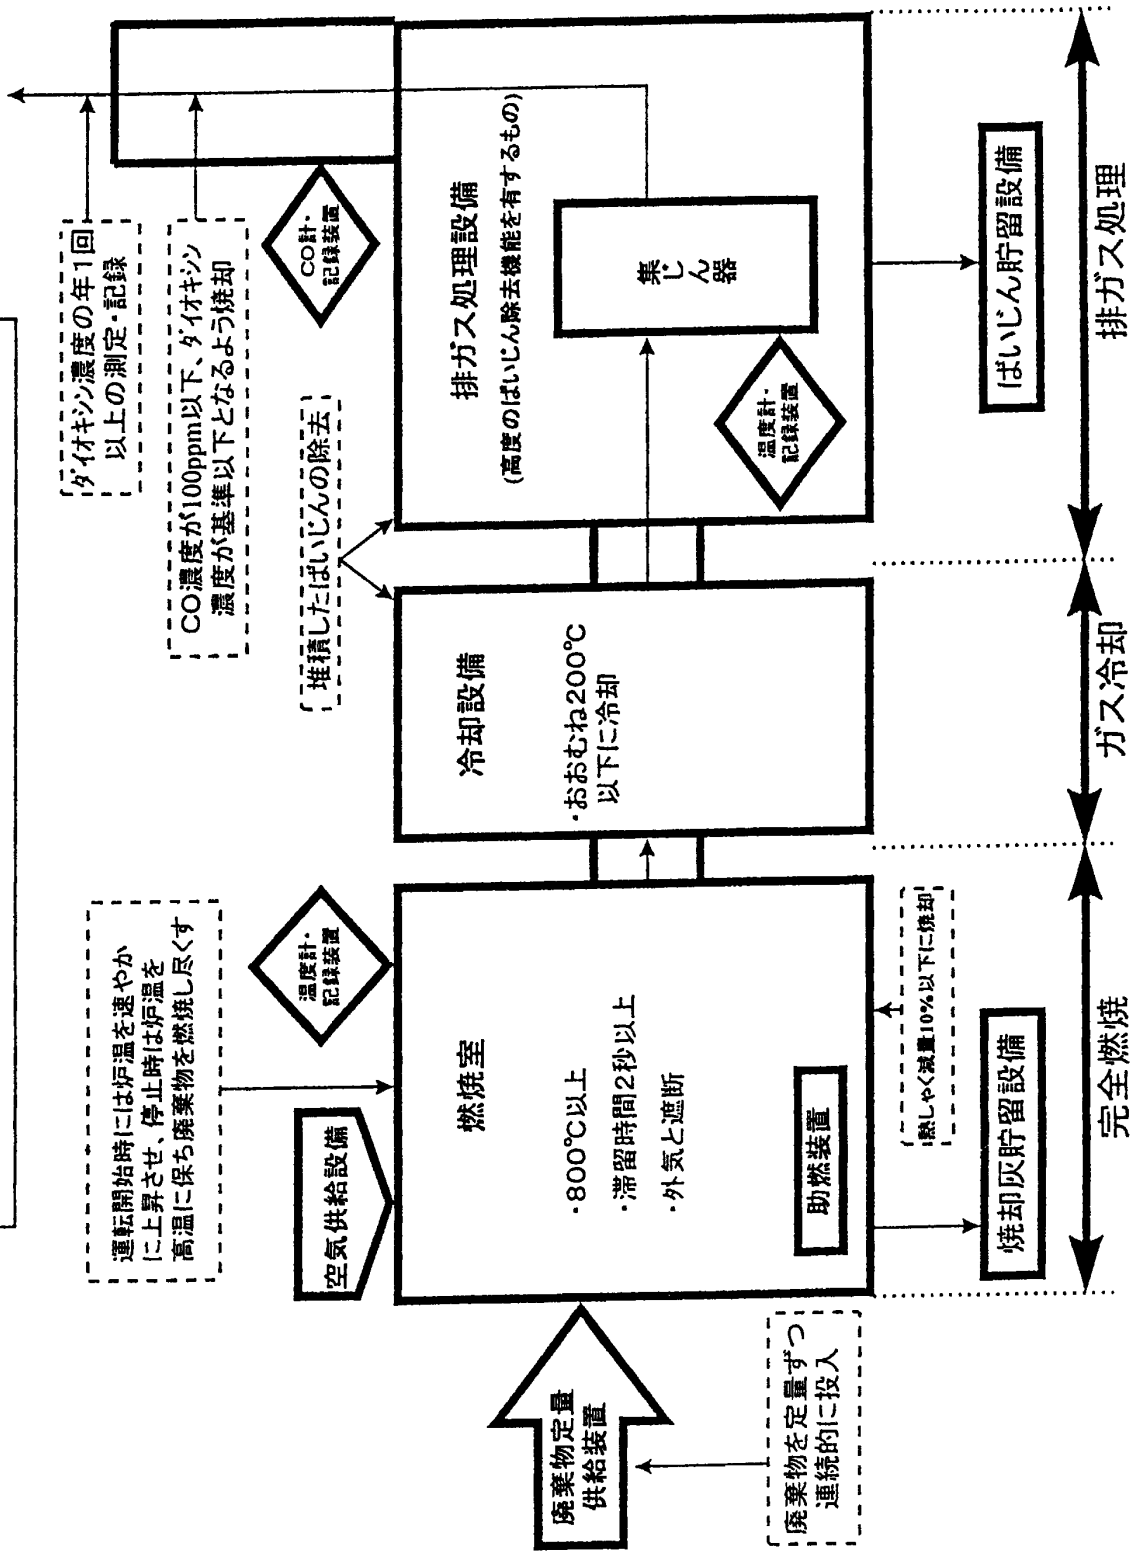 ダイオキシン濃度の年1回
以上の測定・記録
CO濃度が100ppm以下、ダイオキシン
濃度が基準以下となるよう焼却
堆積したばいじんの除去
運転開始時には炉温を速やか
に上昇させ、停止時は炉温を
高温に保ち廃棄物を燃焼し尽くす
空気供給設備
温度計・
記録装置
CO計・
記録装置
廃棄物定量
供給装置
廃棄物を定量ずつ
連続的に投入
燃焼室
・800℃以上
・滞留時間2秒以上
・外気と遮断
助燃装置
冷却設備
・おおむね200℃
以下に冷却
排ガス処理設備
(高度のばいじん除去機能を有するもの)
集じん器
温度計・
記録装置
熱しゃく減量10%以下に焼却
焼却灰貯留設備
ばいじん貯留設備
完全燃焼
ガス冷却
排ガス処理